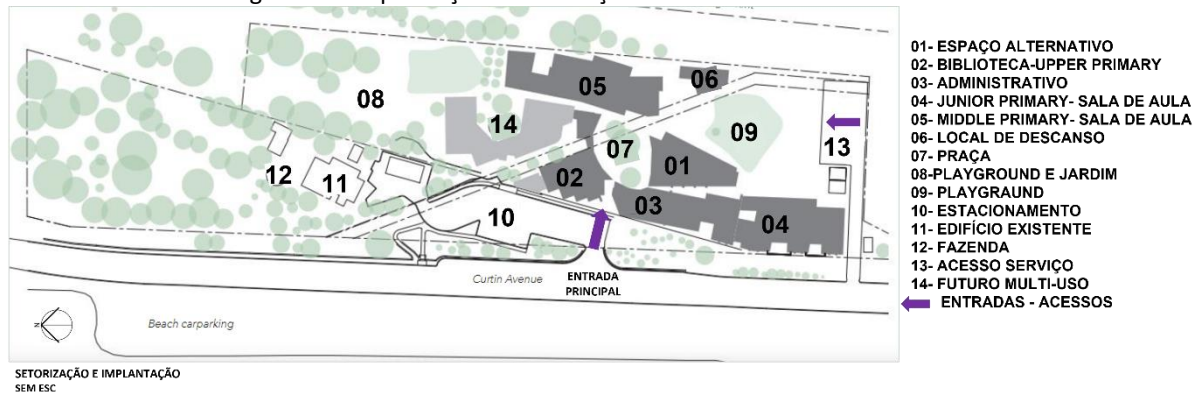 05
06
08
14
09
07
13
01
12
11
02
03
10
04
Curtin Avenue
ENTRADA
PRINCIPAL
N
Beach carparking
SETORIZAÇÃO E IMPLANTAÇÃO
SEM ESC
01- ESPAÇO ALTERNATIVO
02- BIBLIOTECA-UPPER PRIMARY
03- ADMINISTRATIVO
04- JUNIOR PRIMARY- SALA DE AULA
05- MIDDLE PRIMARY- SALA DE AULA
06- LOCAL DE DESCANSO
07- PRAÇA
08-PLAYGROUND E JARDIM
09- PLAYGRAUND
10- ESTACIONAMENTO
11- EDIFÍCIO EXISTENTE
12- FAZENDA
13- ACESSO SERVIÇO
14- FUTURO MULTI-USO
ENTRADAS - ACESSOS